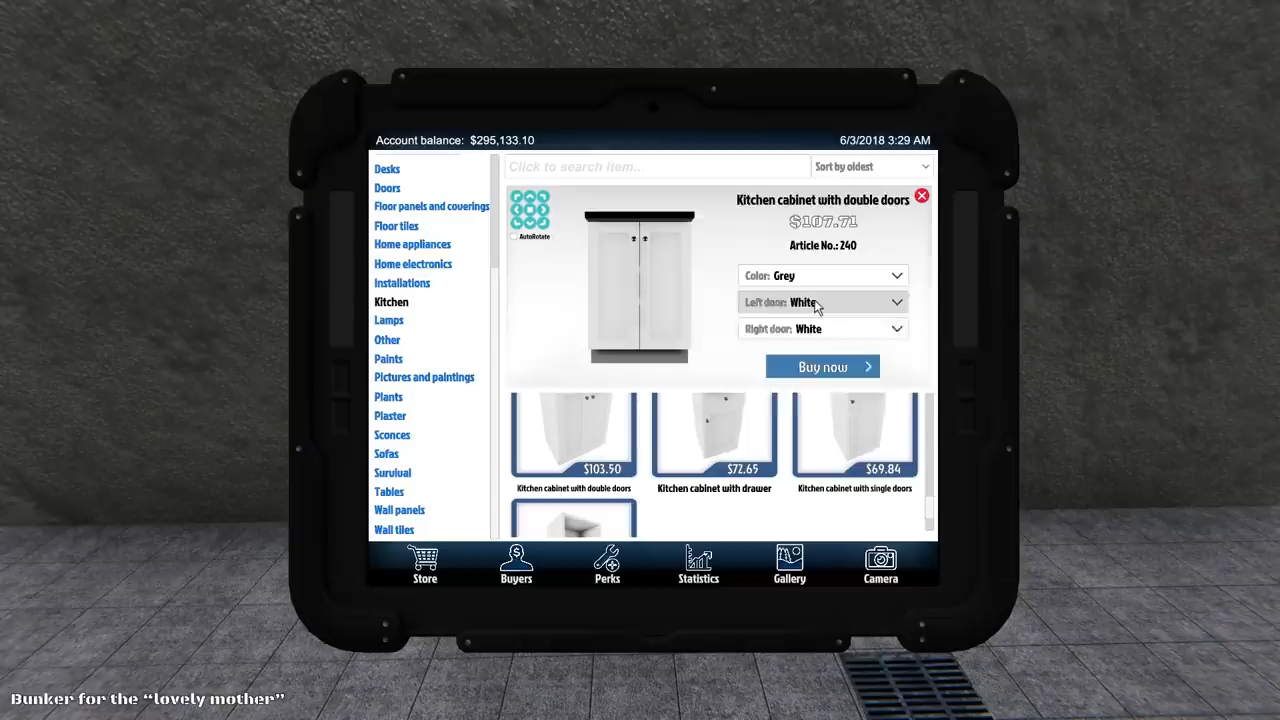 Account balance: $295,133.10
6/3/2018 3:29 AM
Desks
Doors
Floor panels and coverings
Floor tiles
Home appliances
Home electronics
Installations
Kitchen
Lamps
Other
Paints
Pictures and paintings
Plants
Plaster
Sconces
Sofas
Survival
Tables
Wall panels
Wall tiles
Click to search item...
Sort by oldest
AutoRotate
Kitchen cabinet with double doors
$107.71
Article No.: 240
Color: Grey
Left door: White
Right door: White
Buy now
$103.50
$72.65
$69.84
Kitchen cabinet with double doors
Kitchen cabinet with drawer
Kitchen cabinet with single doors
Store
Buyers
Perks
Statistics
Gallery
Camera
Bunker for the “lovely mother”